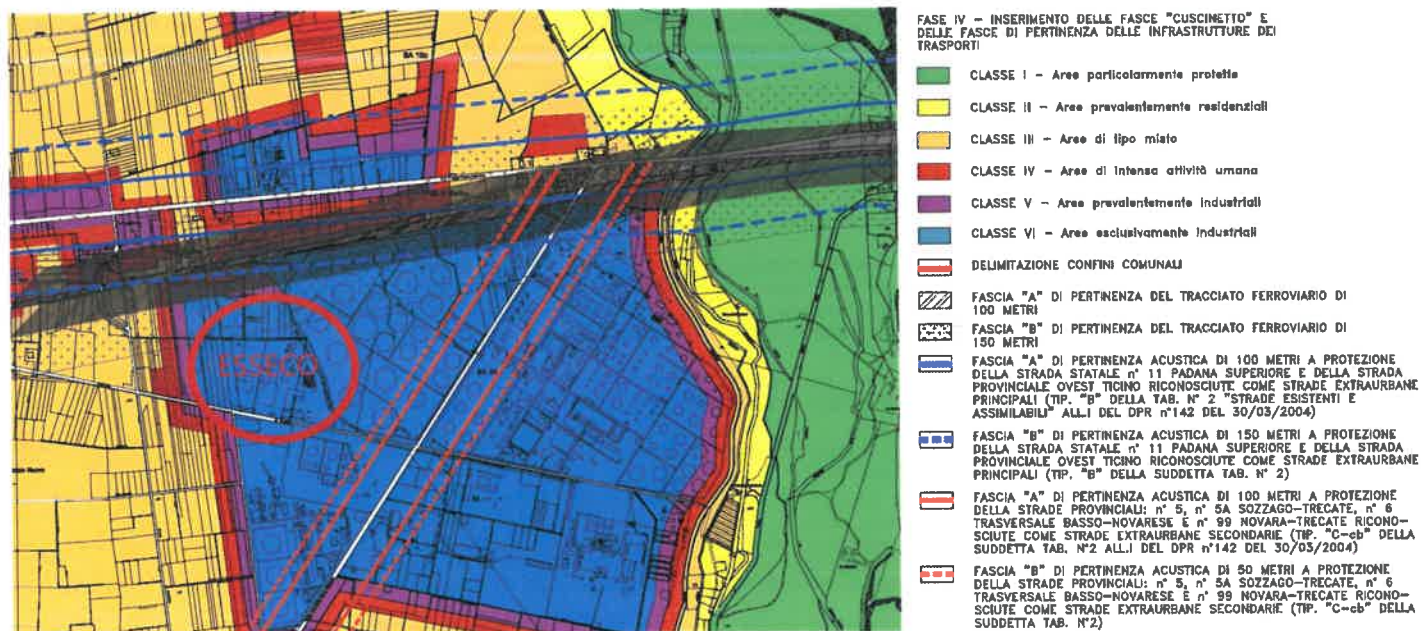 FASE IV - INSERIMENTO DELLE FASCE "CUSCINETTO" E
DELLE FASCE DI PERTINENZA DELLE INFRASTRUTTURE DEI
TRASPORTI
CLASSE I - Aree particolarmente protette
CLASSE II - Aree prevalentemente residenziali
CLASSE III - Aree di tipo misto
CLASSE IV - Aree di intensa attività umana
CLASSE V - Aree prevalentemente industriali
CLASSE VI - Aree esclusivamente industriali
DELIMITAZIONE CONFINI COMUNALI
FASCIA "A" DI PERTINENZA DEL TRACCIATO FERROVIARIO DI
100 METRI
FASCIA "B" DI PERTINENZA DEL TRACCIATO FERROVIARIO DI
150 METRI
FASCIA "A" DI PERTINENZA ACUSTICA DI 100 METRI A PROTEZIONE
DELLA STRADA STATALE n° 11 PADANA SUPERIORE E DELLA STRADA
PROVINCIALE OVEST TICINO RICONOSCIUTE COME STRADE EXTRAURBANE
PRINCIPALI (TIP. "B" DELLA TAB. N° 2 "STRADE ESISTENTI E
ASSIMILABILI" ALL.I DEL DPR n°142 DEL 30/03/2004)
FASCIA "B" DI PERTINENZA ACUSTICA DI 150 METRI A PROTEZIONE
DELLA STRADA STATALE n° 11 PADANA SUPERIORE E DELLA STRADA
PROVINCIALE OVEST TICINO RICONOSCIUTE COME STRADE EXTRAURBANE
PRINCIPALI (TIP. "B" DELLA SUDDETTA TAB. N° 2)
FASCIA "A" DI PERTINENZA ACUSTICA DI 100 METRI A PROTEZIONE
DELLA STRADE PROVINCIALI: n° 5, n° 5A SOZZAGO-TRECATE, n° 6
TRASVERSALE BASSO-NOVARESE E n° 99 NOVARA-TRECATE RICONO-
SCIUTE COME STRADE EXTRAURBANE SECONDARIE (TIP. "C-cb" DELLA
SUDDETTA TAB. N°2 ALL.I DEL DPR n°142 DEL 30/03/2004)
FASCIA "B" DI PERTINENZA ACUSTICA DI 50 METRI A PROTEZIONE
DELLA STRADE PROVINCIALI: n° 5, n° 5A SOZZAGO-TRECATE, n° 6
TRASVERSALE BASSO-NOVARESE E n° 99 NOVARA-TRECATE RICONO-
SCIUTE COME STRADE EXTRAURBANE SECONDARIE (TIP. "C-cb" DELLA
SUDDETTA TAB. N°2)
ESSECO